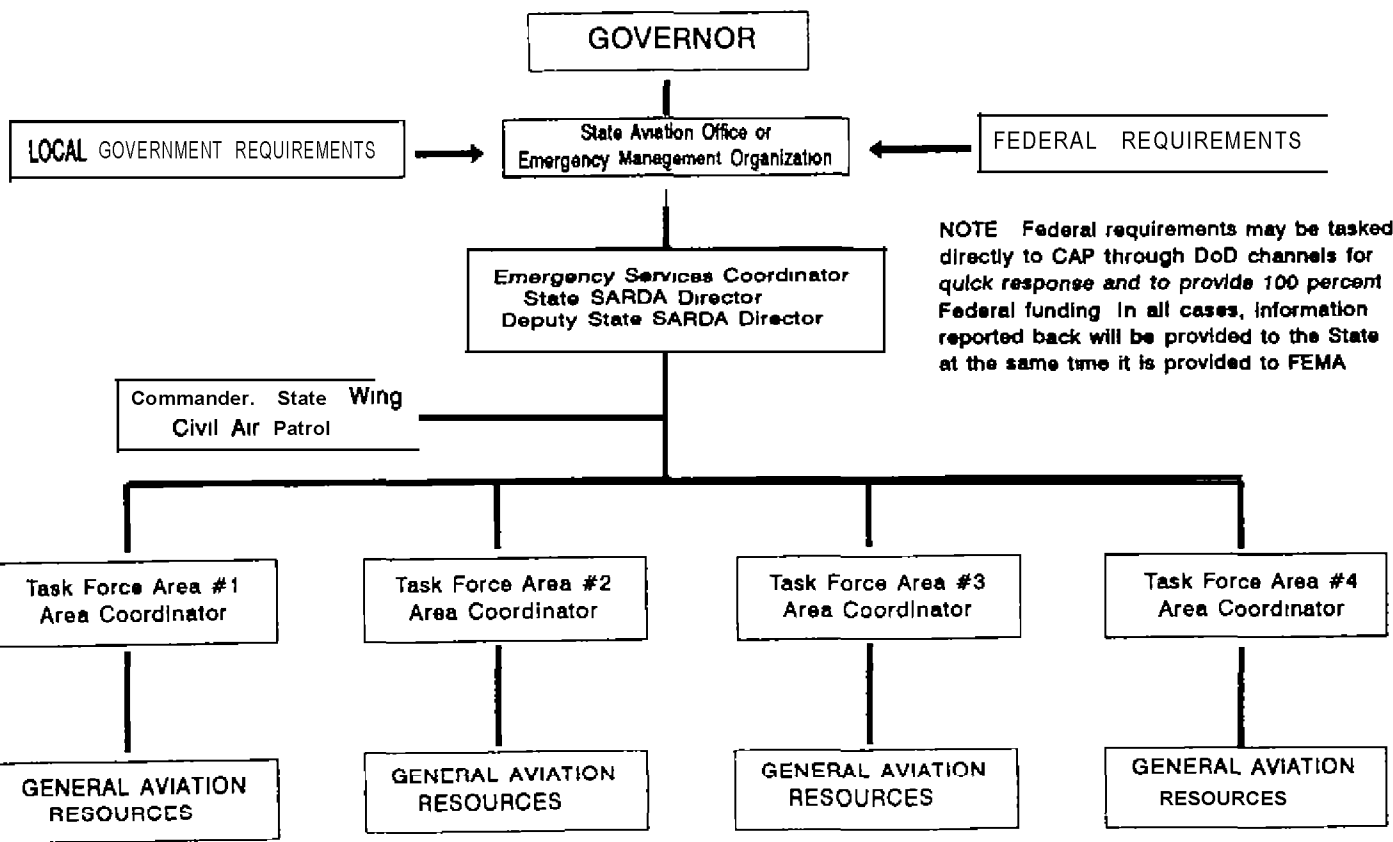 GOVERNOR
State Aviation Office or
Emergency Management Organization
LOCAL GOVERNMENT REQUIREMENTS
FEDERAL REQUIREMENTS
NOTE Federal requirements may be tasked
directly to CAP through DoD channels for
quick response and to provide 100 percent
Federal funding In all cases, information
reported back will be provided to the State
at the same time it is provided to FEMA
Emergency Services Coordinator
State SARDA Director
Deputy State SARDA Director
Commander. State Wing
Civil Air Patrol
Task Force Area #1
Area Coordinator
Task Force Area #2
Area Coordinator
Task Force Area #3
Area Coordinator
Task Force Area #4
Area Coordinator
GENERAL AVIATION
RESOURCES
GENERAL AVIATION
RESOURCES
GENERAL AVIATION
RESOURCES
GENERAL AVIATION
RESOURCES